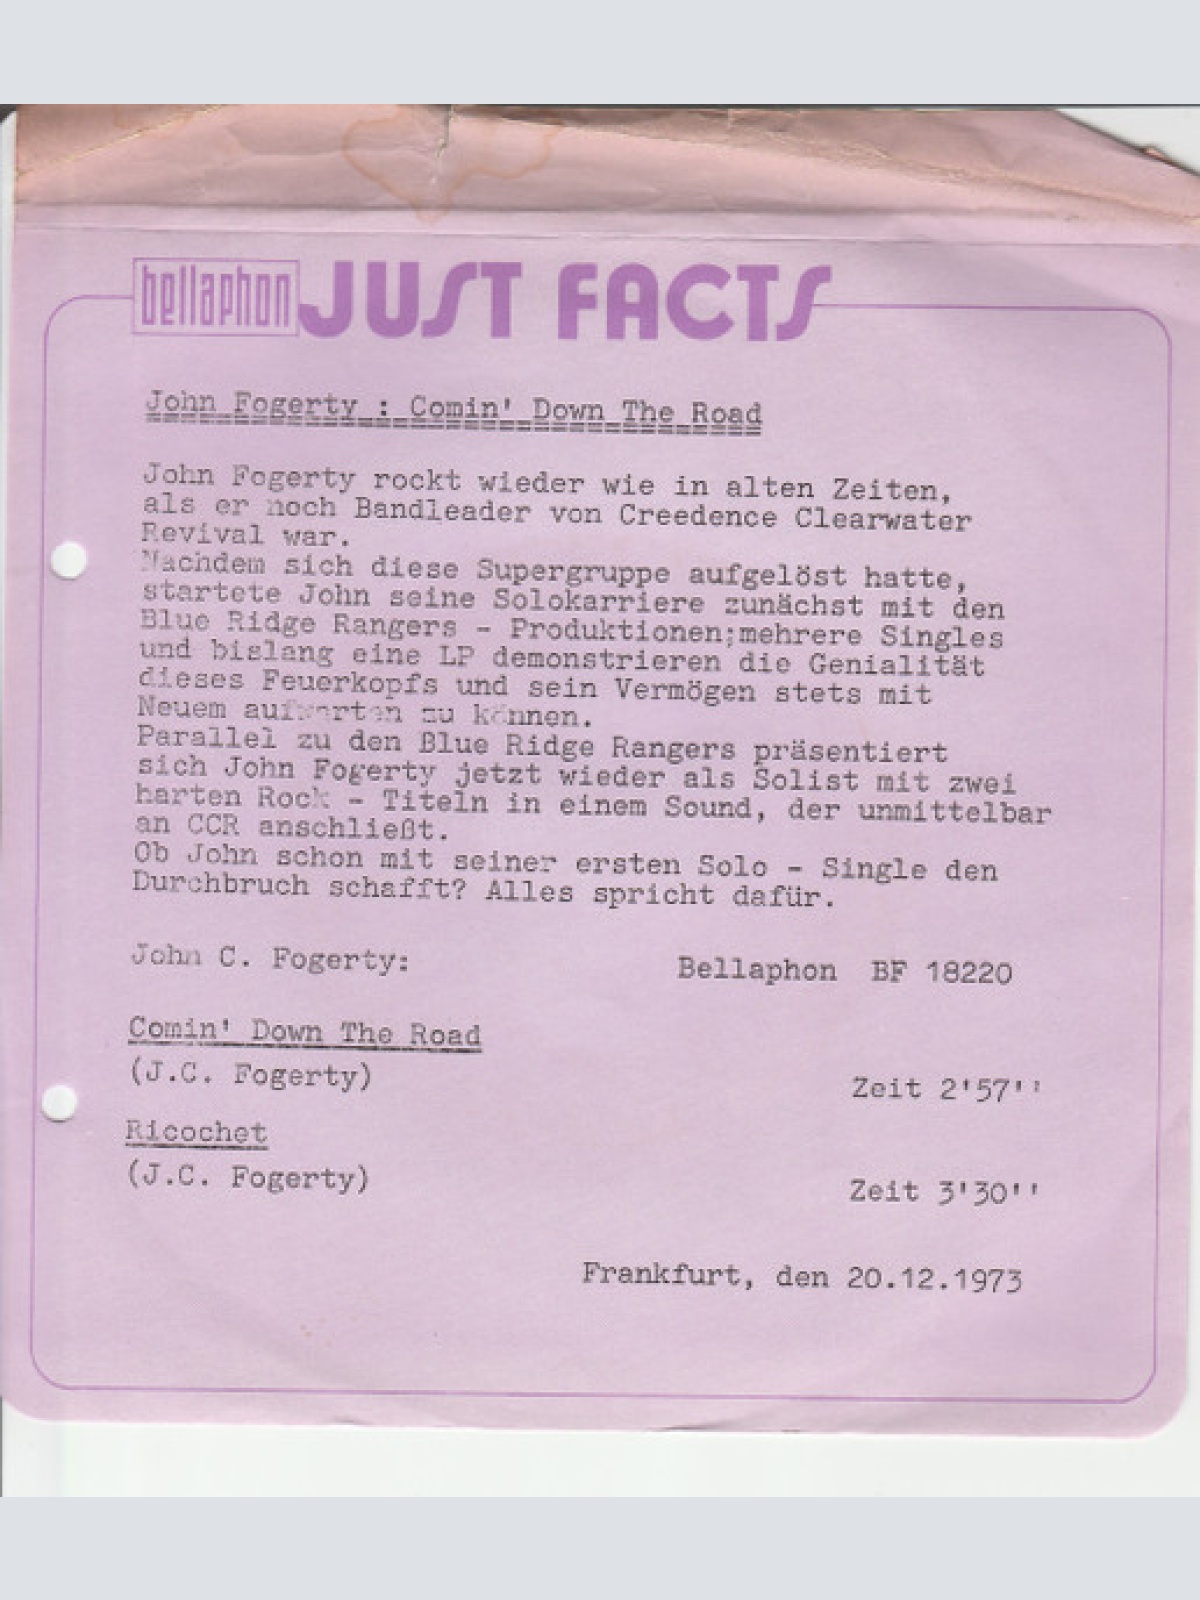 bellaphon JUST FACTS
John Fogerty : Comin' Down The Road
John Fogerty rockt wieder wie in alten Zeiten,
als er noch Bandleader von Creedence Clearwater
Revival war.
Nachdem sich diese Supergruppe aufgelöst hatte,
startete John seine Solokarriere zunächst mit den
Blue Ridge Rangers - Produktionen;mehrere Singles
und bislang eine LP demonstrieren die Genialität
dieses Feuerkopfs und sein Vermögen stets mit
Neuem aufwarten zu können.
Parallel zu den Blue Ridge Rangers präsentiert
sich John Fogerty jetzt wieder als Solist mit zwei
harten Rock - Titeln in einem Sound, der unmittelbar
an CCR anschließt.
Ob John schon mit seiner ersten Solo - Single den
Durchbruch schafft? Alles spricht dafür.
John C. Fogerty: Bellaphon BF 18220
Comin' Down The Road
(J.C. Fogerty) Zeit 2'57''
Ricochet
(J.C. Fogerty) Zeit 3'30''
Frankfurt, den 20.12.1973